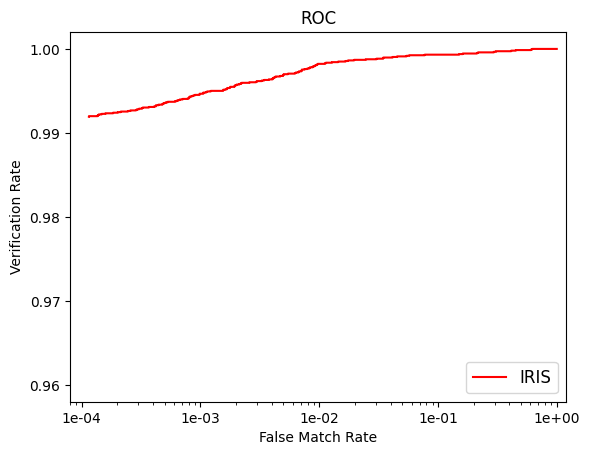 ROC
1.00
0.99
0.98
0.97
0.96
Verification Rate
IRIS
1e-04 1e-03 1e-02 1e-01 1e+00
False Match Rate